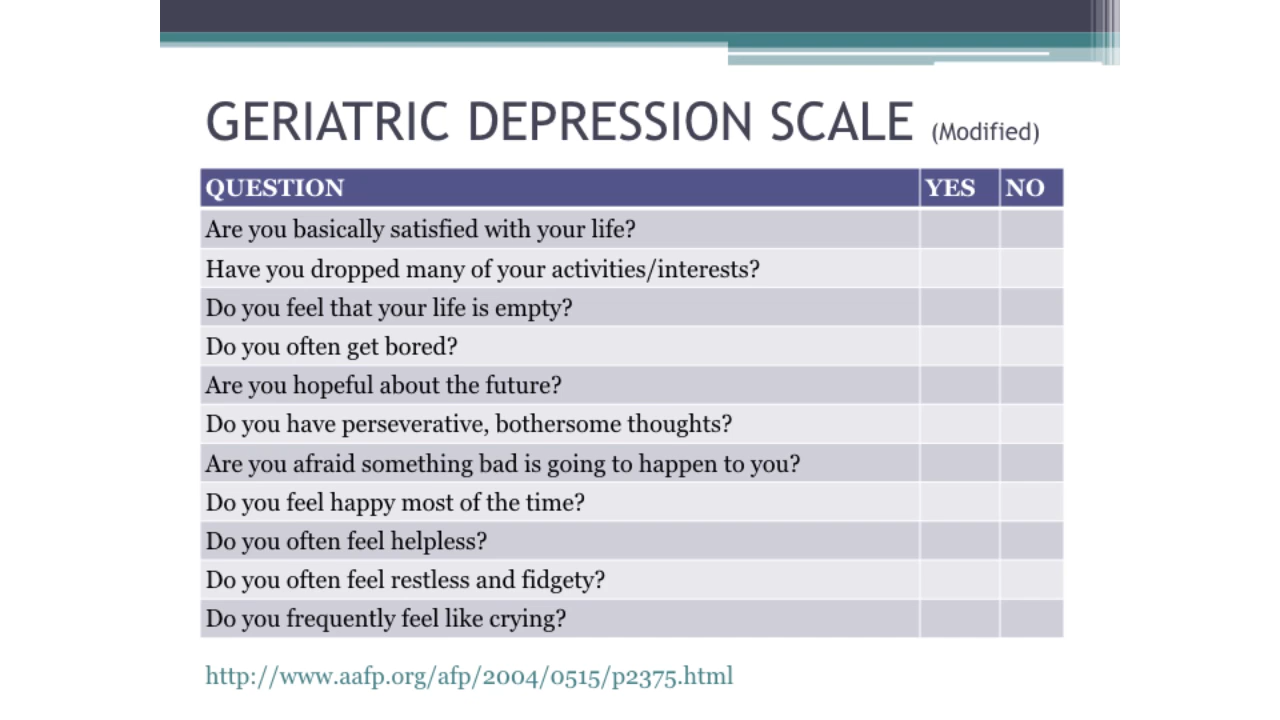 GERIATRIC DEPRESSION SCALE (Modified)
QUESTION YES NO
Are you basically satisfied with your life?
Have you dropped many of your activities/interests?
Do you feel that your life is empty?
Do you often get bored?
Are you hopeful about the future?
Do you have perseverative, bothersome thoughts?
Are you afraid something bad is going to happen to you?
Do you feel happy most of the time?
Do you often feel helpless?
Do you often feel restless and fidgety?
Do you frequently feel like crying?
http://www.aafp.org/afp/2004/0515/p2375.html